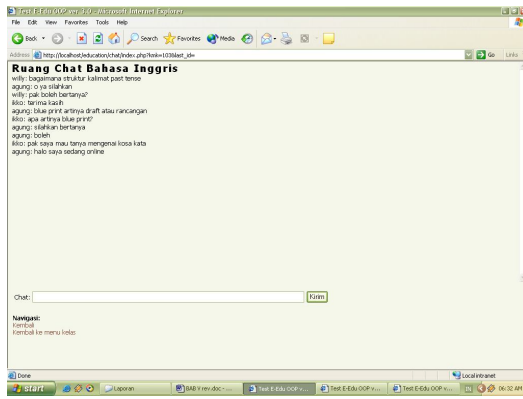 Test E-Edu OOP ver 1.0 - Microsoft Internet Explorer
File Edit View Favorites Tools Help
Back Search Favorites Media
Address http://localhost/education/chat/index.php?kmk=103&last_id= Go Links
Ruang Chat Bahasa Inggris
willy: bagaimana struktur kalimat past tense
agung: o ya silahkan
willy: pak boleh bertanya?
ikko: terima kasih
agung: blue print artinya draft atau rancangan
ikko: apa artinya blue print?
agung: silahkan bertanya
agung: boleh
ikko: pak saya mau tanya mengenai kosa kata
agung: halo saya sedang online
Chat: Kirim
Navigasi:
Kembali
Kembali ke menu kelas
Done Local intranet
start Laporan BAB V rev.doc - ... Test E-Edu OOP v... Test E-Edu OOP v... Test E-Edu OOP v... IN 06:32 AM